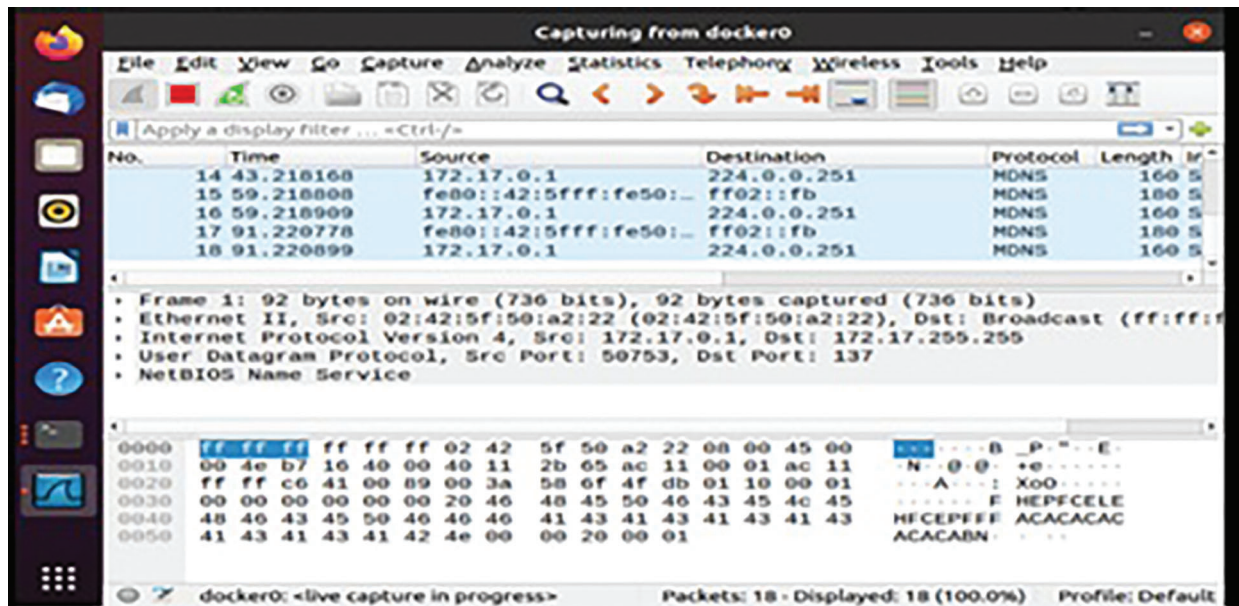 Capturing from docker0
File Edit View Go Capture Analyze Statistics Telephony Wireless Tools Help
Apply a display filter ... <Ctrl-/>
No. Time Source Destination Protocol Length
14 43.218168 172.17.0.1 224.0.0.251 MDNS 160 S
15 59.218808 fe80::42:5fff:fe50:… ff02::fb MDNS 180 S
16 59.218909 172.17.0.1 224.0.0.251 MDNS 160 S
17 91.220778 fe80::42:5fff:fe50:… ff02::fb MDNS 180 S
18 91.220899 172.17.0.1 224.0.0.251 MDNS 160 S
Frame 1: 92 bytes on wire (736 bits), 92 bytes captured (736 bits)
Ethernet II, Src: 02:42:5f:50:a2:22 (02:42:5f:50:a2:22), Dst: Broadcast (ff:ff:f
Internet Protocol Version 4, Src: 172.17.0.1, Dst: 172.17.255.255
User Datagram Protocol, Src Port: 50753, Dst Port: 137
NetBIOS Name Service
0000 ff ff ff ff ff ff 02 42 5f 50 a2 22 08 00 45 00 ·······B _P·"··E·
0010 00 4e b7 16 40 00 40 11 2b 65 ac 11 00 01 ac 11 ·N··@·@· +e······
0020 ff ff c6 41 00 89 00 3a 58 6f 4f db 01 10 00 01 ···A···: XoO·····
0030 00 00 00 00 00 00 20 46 48 45 50 46 43 45 4c 45 ······ F HEPFCELE
0040 48 46 43 45 50 46 46 46 41 43 41 43 41 43 41 43 HFCEPFFF ACACACAC
0050 41 43 41 43 41 42 4e 00 00 20 00 01 ACACABN· · ··
docker0: <live capture in progress> Packets: 18 · Displayed: 18 (100.0%) Profile: Default